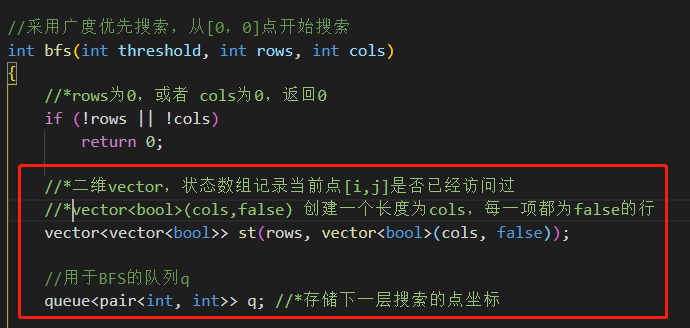 //采用广度优先搜索，从[0，0]点开始搜索
int bfs(int threshold, int rows, int cols)
{
//*rows为0，或者 cols为0，返回0
if (!rows || !cols)
return 0;
//*二维vector，状态数组记录当前点[i,j]是否已经访问过
//*vector<bool>(cols,false) 创建一个长度为cols，每一项都为false的行
vector<vector<bool>> st(rows, vector<bool>(cols, false));
//用于BFS的队列q
queue<pair<int, int>> q; //*存储下一层搜索的点坐标